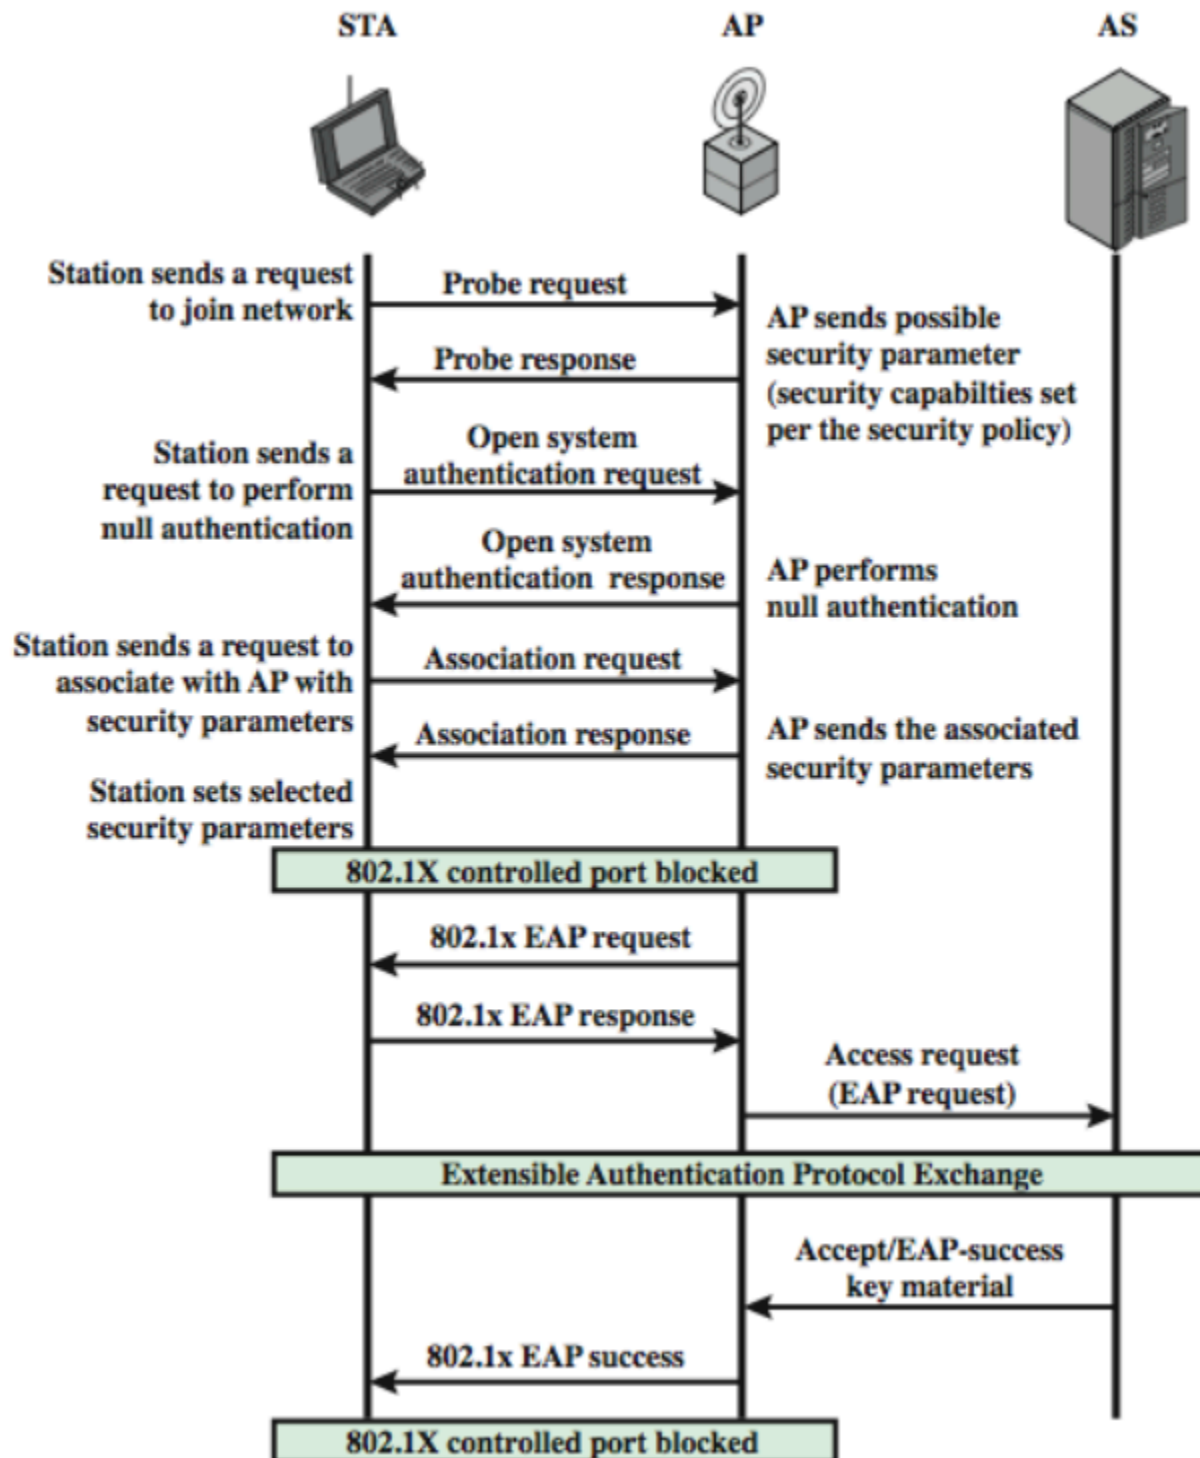 STA
AP
AS
Station sends a request
to join network
Probe request
AP sends possible
security parameter
(security capabilties set
per the security policy)
Probe response
Station sends a
request to perform
null authentication
Open system
authentication request
Open system
authentication response
AP performs
null authentication
Station sends a request to
associate with AP with
security parameters
Association request
Association response
AP sends the associated
security parameters
Station sets selected
security parameters
802.1X controlled port blocked
802.1x EAP request
802.1x EAP response
Access request
(EAP request)
Extensible Authentication Protocol Exchange
Accept/EAP-success
key material
802.1x EAP success
802.1X controlled port blocked